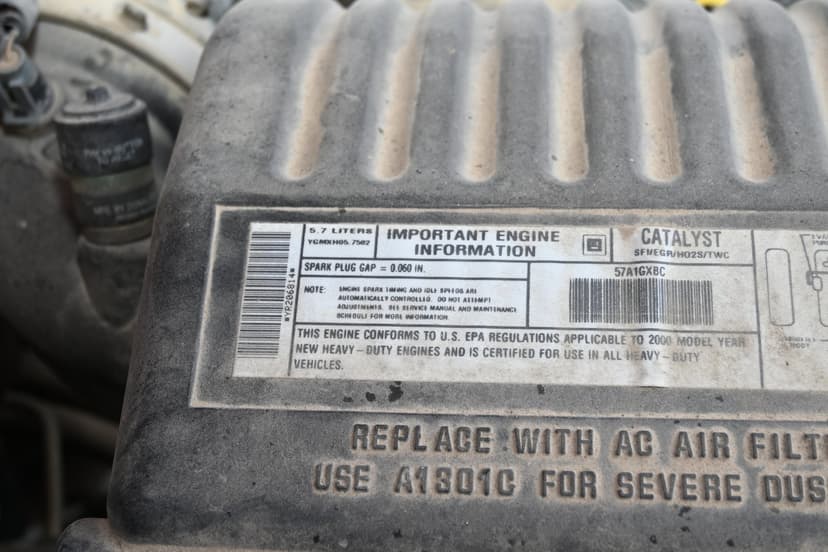 5.7 LITERS
YGMXH05.7502
IMPORTANT ENGINE
INFORMATION
GM
CATALYST
SFI/EGR/HO2S/TWC
SPARK PLUG GAP = 0.060 IN.
57A1GXBC
NOTE: ENGINE SPARK TIMING AND IDLE SPEEDS ARE
AUTOMATICALLY CONTROLLED. DO NOT ATTEMPT
ADJUSTMENTS. SEE SERVICE MANUAL AND MAINTENANCE
SCHEDULE FOR MORE INFORMATION
*YR206814*
THIS ENGINE CONFORMS TO U.S. EPA REGULATIONS APPLICABLE TO 2000 MODEL YEAR
NEW HEAVY-DUTY ENGINES AND IS CERTIFIED FOR USE IN ALL HEAVY-DUTY
VEHICLES.
REPLACE WITH AC AIR FILT
USE A1301C FOR SEVERE DUS